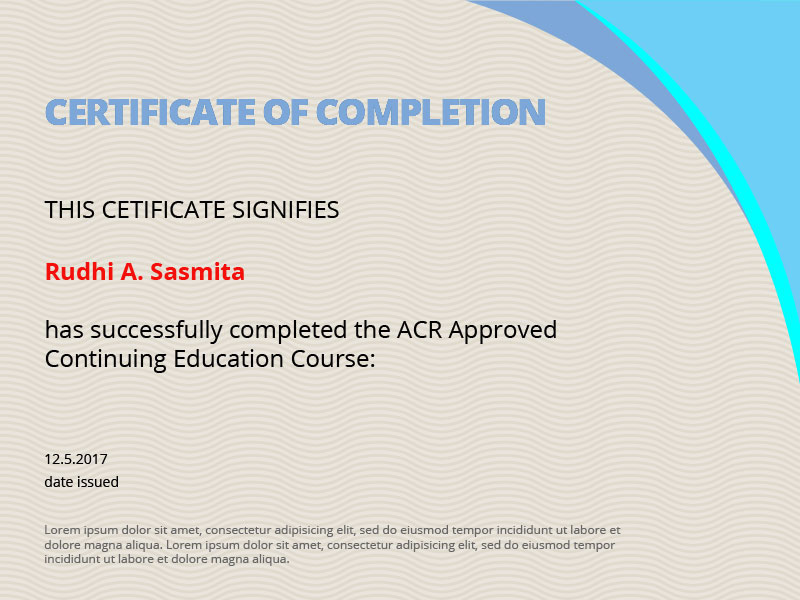 CERTIFICATE OF COMPLETION
THIS CETIFICATE SIGNIFIES
Rudhi A. Sasmita
has successfully completed the ACR Approved
Continuing Education Course:
12.5.2017
date issued
Lorem ipsum dolor sit amet, consectetur adipisicing elit, sed do eiusmod tempor incididunt ut labore et
dolore magna aliqua. Lorem ipsum dolor sit amet, consectetur adipisicing elit, sed do eiusmod tempor
incididunt ut labore et dolore magna aliqua.